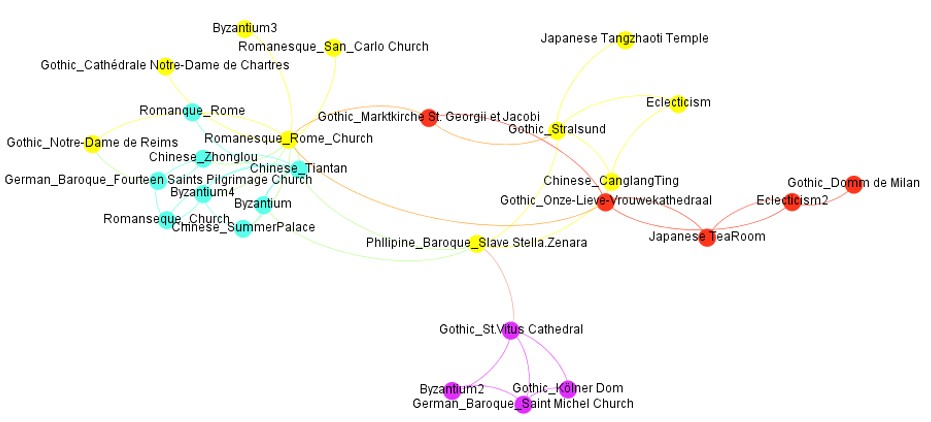 Byzantium3
Romanesque_San_Carlo Church
Japanese Tangzhaoti Temple
Gothic_Cathédrale Notre-Dame de Chartres
Romanque_Rome
Eclecticism
Gothic_Marktkirche St. Georgii et Jacobi
Gothic_Stralsund
Gothic_Notre-Dame de Reims
Romanesque_Rome_Church
Chinese_Zhonglou
Chinese_Tiantan
German_Baroque_Fourteen Saints Pilgrimage Church
Chinese_CanglangTing
Gothic_Domm de Milan
Byzantium4
Byzantium
Gothic_Onze-Lieve-Vrouwekathedraal
Eclecticism2
Romanseque_Church
Chinese_SummerPalace
Japanese TeaRoom
Phllipine_Baroque_Slave Stella.Zenara
Gothic_St.Vitus Cathedral
Byzantium2
Gothic_Kölner Dom
German_Baroque_Saint Michel Church